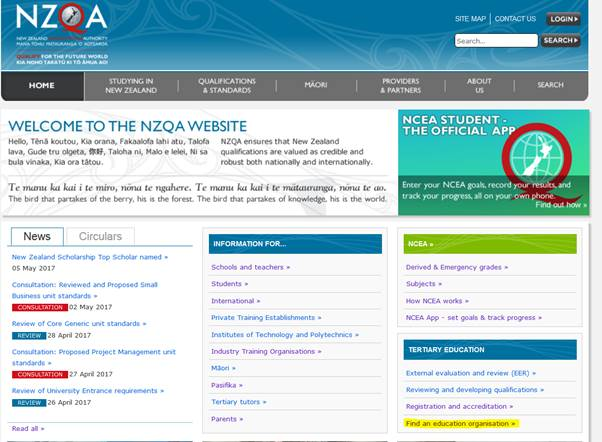 NZQA
NEW ZEALAND QUALIFICATIONS AUTHORITY
MANA TOHU MĀTAURANGA O AOTEAROA
QUALIFY FOR THE FUTURE WORLD
KIA NOHO TAKATŪ KI TŌ ĀMUA AO!
SITE MAP
CONTACT US
LOGIN
Search...
SEARCH
HOME
STUDYING IN
NEW ZEALAND
QUALIFICATIONS
& STANDARDS
MĀORI
PROVIDERS
& PARTNERS
ABOUT
US
SEARCH
WELCOME TO THE NZQA WEBSITE
Hello, Tēnā koutou, Kia orana, Fakaalofa lahi atu, Talofa
lava, Gude tru olgeta, 你好, Taloha ni, Malo e lelei, Ni sa
bula vinaka, Kia ora tātou.
NZQA ensures that New Zealand
qualifications are valued as credible and
robust both nationally and internationally.
Te manu ka kai i te miro, nōna te ngahere. Te manu ka kai i te mātauranga, nōna te ao.
The bird that partakes of the berry, his is the forest. The bird that partakes of knowledge, his is the world.
NCEA STUDENT -
THE OFFICIAL APP
Enter your NCEA goals, record your results, and
track your progress, all on your own phone.
Find out how »
News
Circulars
New Zealand Scholarship Top Scholar named »
05 May 2017
Consultation: Reviewed and Proposed Small
Business unit standards »
CONSULTATION 02 May 2017
Review of Core Generic unit standards »
REVIEW 28 April 2017
Consultation: Proposed Project Management unit
standards »
CONSULTATION 27 April 2017
Review of University Entrance requirements »
REVIEW 26 April 2017
Read all »
INFORMATION FOR...
Schools and teachers »
Students »
International »
Private Training Establishments »
Institutes of Technology and Polytechnics »
Industry Training Organisations »
Māori »
Pasifika »
Tertiary tutors »
Parents »
NCEA »
Derived & Emergency grades »
Subjects »
How NCEA works »
NCEA App - set goals & track progress »
TERTIARY EDUCATION
External evaluation and review (EER) »
Reviewing and developing qualifications »
Registration and accreditation »
Find an education organisation »